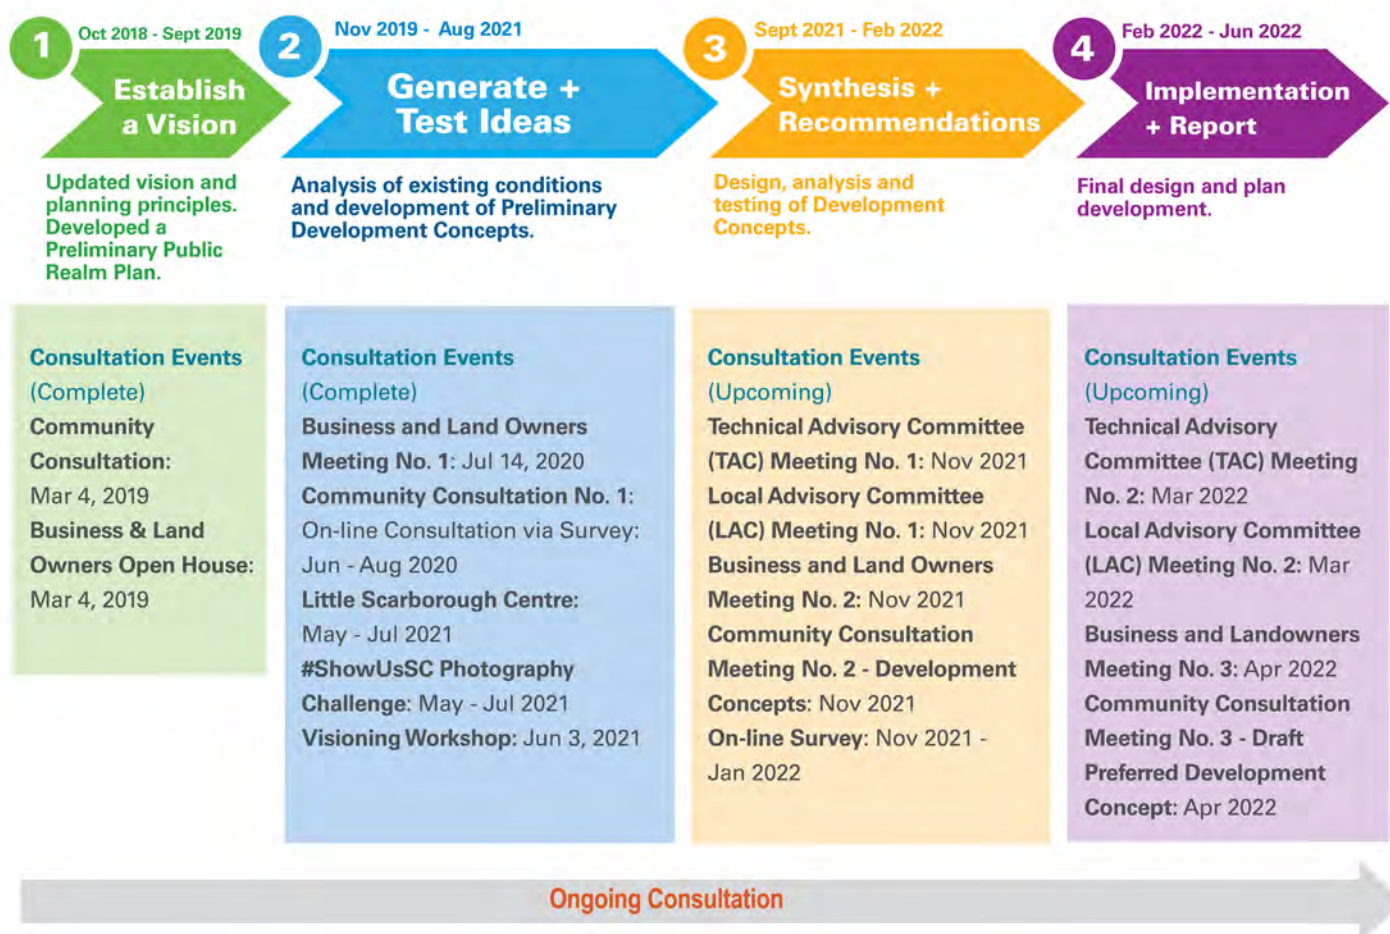 1
Oct 2018 - Sept 2019
Establish
a Vision
Updated vision and
planning principles.
Developed a
Preliminary Public
Realm Plan.
2
Nov 2019 - Aug 2021
Generate +
Test Ideas
Analysis of existing conditions
and development of Preliminary
Development Concepts.
3
Sept 2021 - Feb 2022
Synthesis +
Recommendations
Design, analysis and
testing of Development
Concepts.
4
Feb 2022 - Jun 2022
Implementation
+ Report
Final design and plan
development.
Consultation Events
(Complete)
Community
Consultation:
Mar 4, 2019
Business & Land
Owners Open House:
Mar 4, 2019
Consultation Events
(Complete)
Business and Land Owners
Meeting No. 1: Jul 14, 2020
Community Consultation No. 1:
On-line Consultation via Survey:
Jun - Aug 2020
Little Scarborough Centre:
May - Jul 2021
#ShowUsSC Photography
Challenge: May - Jul 2021
Visioning Workshop: Jun 3, 2021
Consultation Events
(Upcoming)
Technical Advisory Committee
(TAC) Meeting No. 1: Nov 2021
Local Advisory Committee
(LAC) Meeting No. 1: Nov 2021
Business and Land Owners
Meeting No. 2: Nov 2021
Community Consultation
Meeting No. 2 - Development
Concepts: Nov 2021
On-line Survey: Nov 2021 -
Jan 2022
Consultation Events
(Upcoming)
Technical Advisory
Committee (TAC) Meeting
No. 2: Mar 2022
Local Advisory Committee
(LAC) Meeting No. 2: Mar
2022
Business and Landowners
Meeting No. 3: Apr 2022
Community Consultation
Meeting No. 3 - Draft
Preferred Development
Concept: Apr 2022
Ongoing Consultation